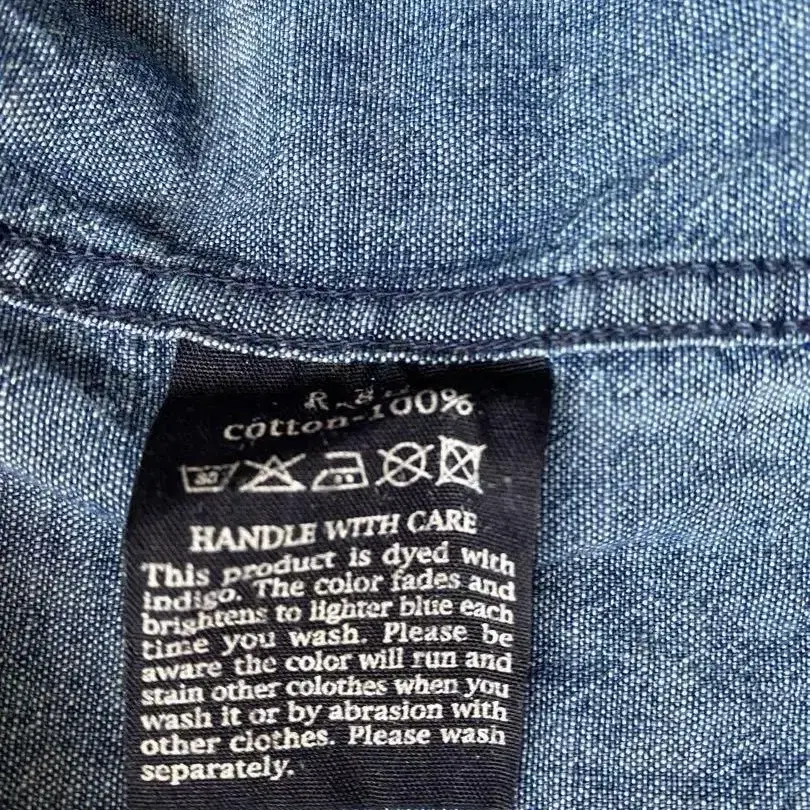 cotton-100%
30
HANDLE WITH CARE
This product is dyed with
indigo. The color fades and
brightens to lighter blue each
time you wash. Please be
aware the color will run and
stain other colothes when you
wash it or by abrasion with
other clothes. Please wash
separately.